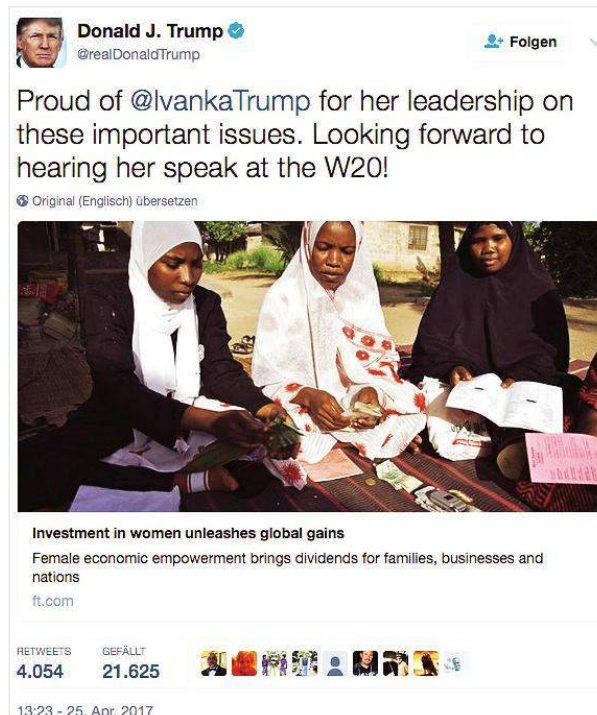 Donald J. Trump
@realDonaldTrump
Folgen
Proud of @IvankaTrump for her leadership on
these important issues. Looking forward to
hearing her speak at the W20!
Original (Englisch) übersetzen
Investment in women unleashes global gains
Female economic empowerment brings dividends for families, businesses and
nations
ft.com
RETWEETS
4.054
GEFÄLLT
21.625
13:23 - 25. Apr. 2017